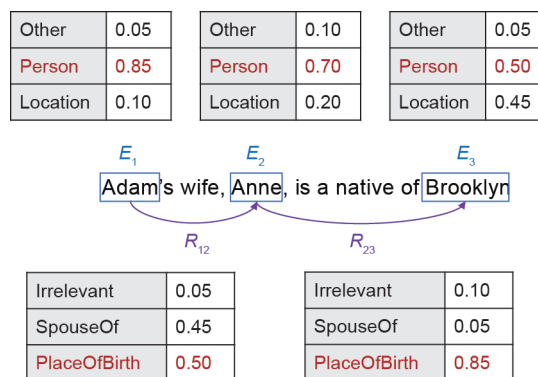 Other 0.05
Person 0.85
Location 0.10
Other 0.10
Person 0.70
Location 0.20
Other 0.05
Person 0.50
Location 0.45
E1 E2 E3
Adam's wife, Anne, is a native of Brooklyn
R12 R23
Irrelevant 0.05
SpouseOf 0.45
PlaceOfBirth 0.50
Irrelevant 0.10
SpouseOf 0.05
PlaceOfBirth 0.85